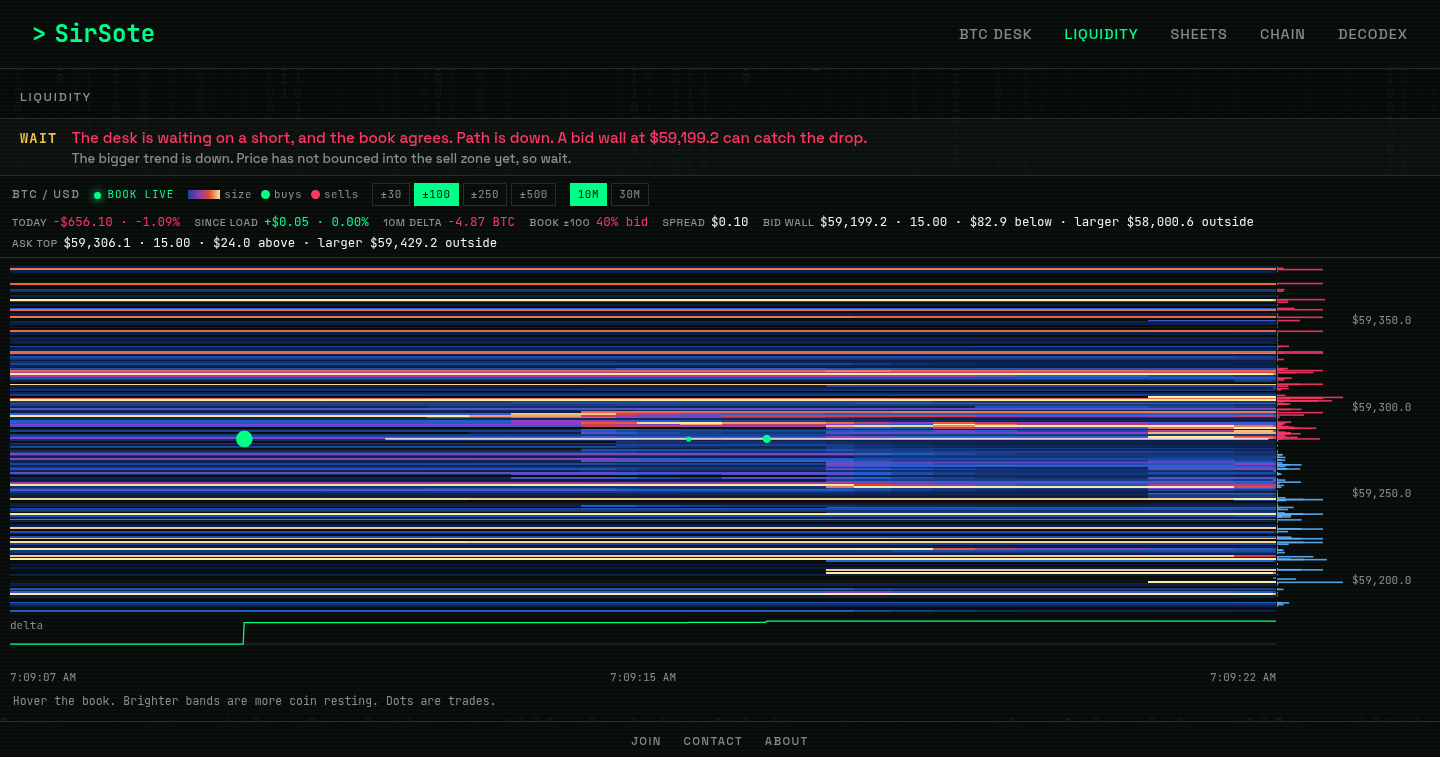 > SirSote
BTC DESK LIQUIDITY SHEETS CHAIN DECODEX
LIQUIDITY
WAIT The desk is waiting on a short, and the book agrees. Path is down. A bid wall at $59,199.2 can catch the drop.
The bigger trend is down. Price has not bounced into the sell zone yet, so wait.
BTC / USD BOOK LIVE size buys sells ±30 ±100 ±250 ±500 10M 30M
TODAY -$656.10 · -1.09% SINCE LOAD +$0.05 · 0.00% 10M DELTA -4.87 BTC BOOK ±100 40% bid SPREAD $0.10 BID WALL $59,199.2 · 15.00 · $82.9 below · larger $58,000.6 outside
ASK TOP $59,306.1 · 15.00 · $24.0 above · larger $59,429.2 outside
$59,350.0
$59,300.0
$59,250.0
$59,200.0
delta
7:09:07 AM 7:09:15 AM 7:09:22 AM
Hover the book. Brighter bands are more coin resting. Dots are trades.
JOIN CONTACT ABOUT